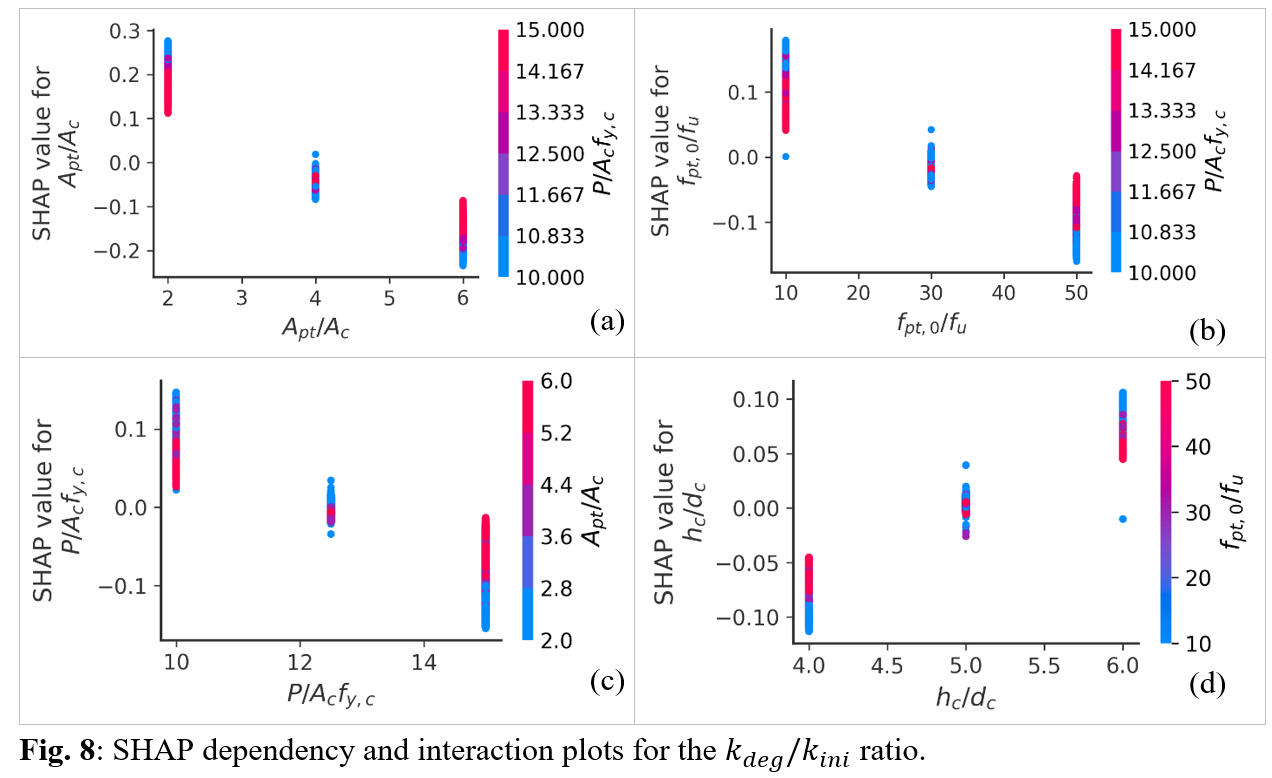 0.3
0.2
0.1
0.0
−0.1
−0.2
SHAP value for
A_pt/A_c
2 3 4 5 6
A_pt/A_c
15.000
14.167
13.333
12.500
11.667
10.833
10.000
P/A_c f_y,c
(a)
0.1
0.0
−0.1
SHAP value for
f_pt,0/f_u
10 20 30 40 50
f_pt,0/f_u
15.000
14.167
13.333
12.500
11.667
10.833
10.000
P/A_c f_y,c
(b)
0.1
0.0
−0.1
SHAP value for
P/A_c f_y,c
10 12 14
P/A_c f_y,c
6.0
5.2
4.4
3.6
2.8
2.0
A_pt/A_c
(c)
0.10
0.05
0.00
−0.05
−0.10
SHAP value for
h_c/d_c
4.0 4.5 5.0 5.5 6.0
h_c/d_c
50
40
30
20
10
f_pt,0/f_u
(d)
Fig. 8: SHAP dependency and interaction plots for the k_deg/k_ini ratio.